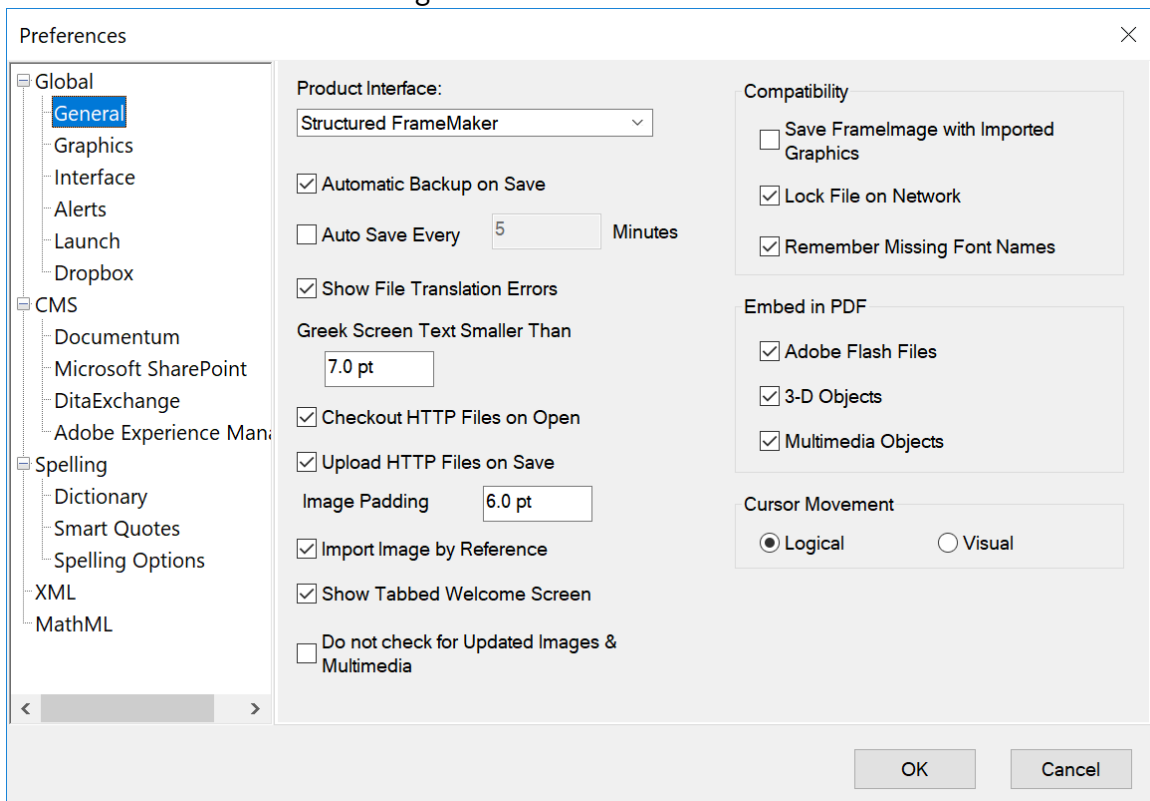 Preferences
Global
General
Graphics
Interface
Alerts
Launch
Dropbox
CMS
Documentum
Microsoft SharePoint
DitaExchange
Adobe Experience Mana
Spelling
Dictionary
Smart Quotes
Spelling Options
XML
MathML
Product Interface:
Structured FrameMaker
Automatic Backup on Save
Auto Save Every 5 Minutes
Show File Translation Errors
Greek Screen Text Smaller Than
7.0 pt
Checkout HTTP Files on Open
Upload HTTP Files on Save
Image Padding 6.0 pt
Import Image by Reference
Show Tabbed Welcome Screen
Do not check for Updated Images &
Multimedia
Compatibility
Save FrameImage with Imported
Graphics
Lock File on Network
Remember Missing Font Names
Embed in PDF
Adobe Flash Files
3-D Objects
Multimedia Objects
Cursor Movement
Logical Visual
OK Cancel